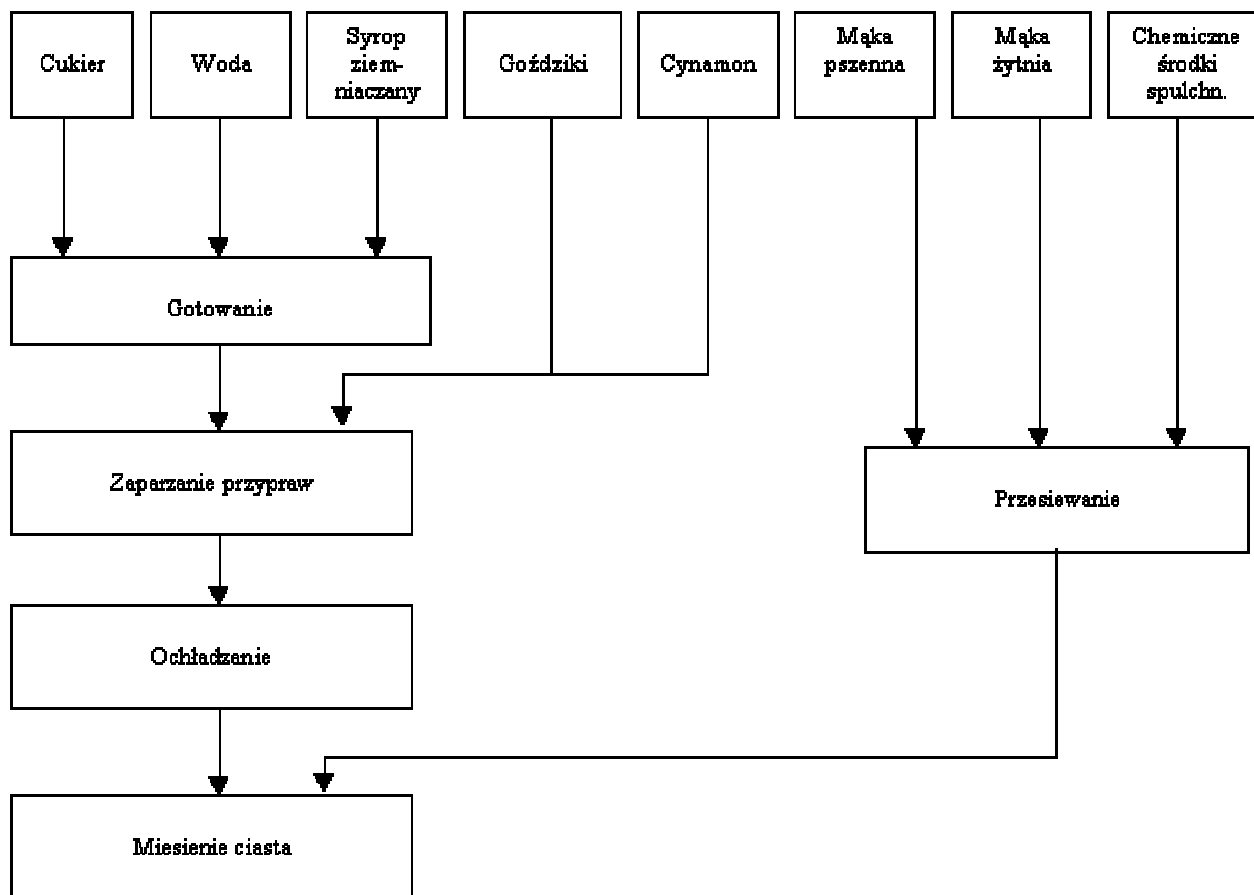 Cukier
Woda
Syrop
ziem-
niaczany
Goździki
Cynamon
Mąka
pszenna
Mąka
żytnia
Chemiczne
środki
spulchn.
Gotowanie
Zaparzanie przypraw
Przesiewanie
Ochładzanie
Miesienie ciasta